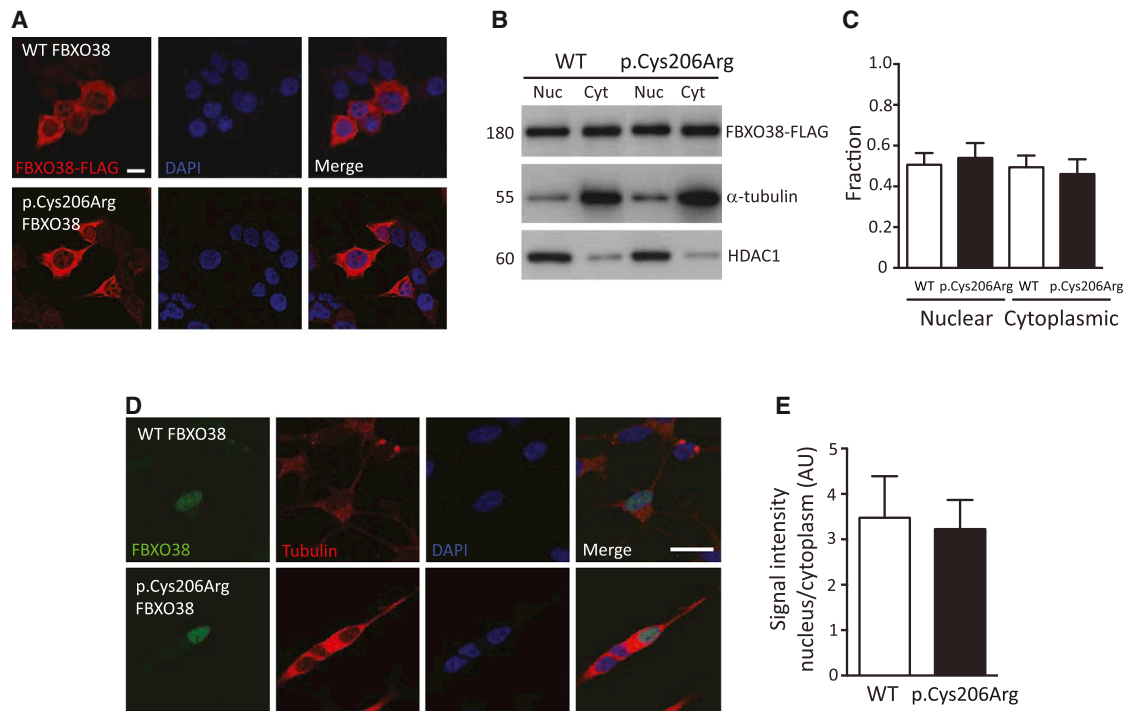 A
WT FBXO38
FBXO38-FLAG
DAPI
Merge
p.Cys206Arg
FBXO38
B
WT p.Cys206Arg
Nuc Cyt Nuc Cyt
180 FBXO38-FLAG
55 α-tubulin
60 HDAC1
C
Fraction
1.0
0.8
0.6
0.4
0.2
0
WT p.Cys206Arg WT p.Cys206Arg
Nuclear Cytoplasmic
D
WT FBXO38
FBXO38
Tubulin
DAPI
Merge
p.Cys206Arg
FBXO38
E
Signal intensity
nucleus/cytoplasm (AU)
5
4
3
2
1
0
WT p.Cys206Arg